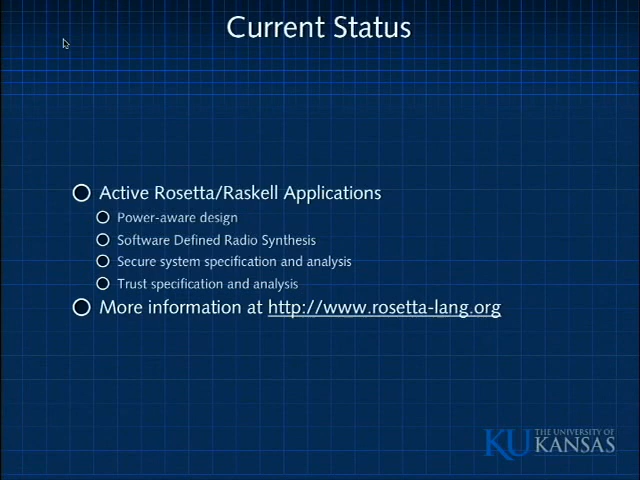 Current Status
Active Rosetta/Raskell Applications
Power-aware design
Software Defined Radio Synthesis
Secure system specification and analysis
Trust specification and analysis
More information at http://www.rosetta-lang.org
KU THE UNIVERSITY OF
KANSAS